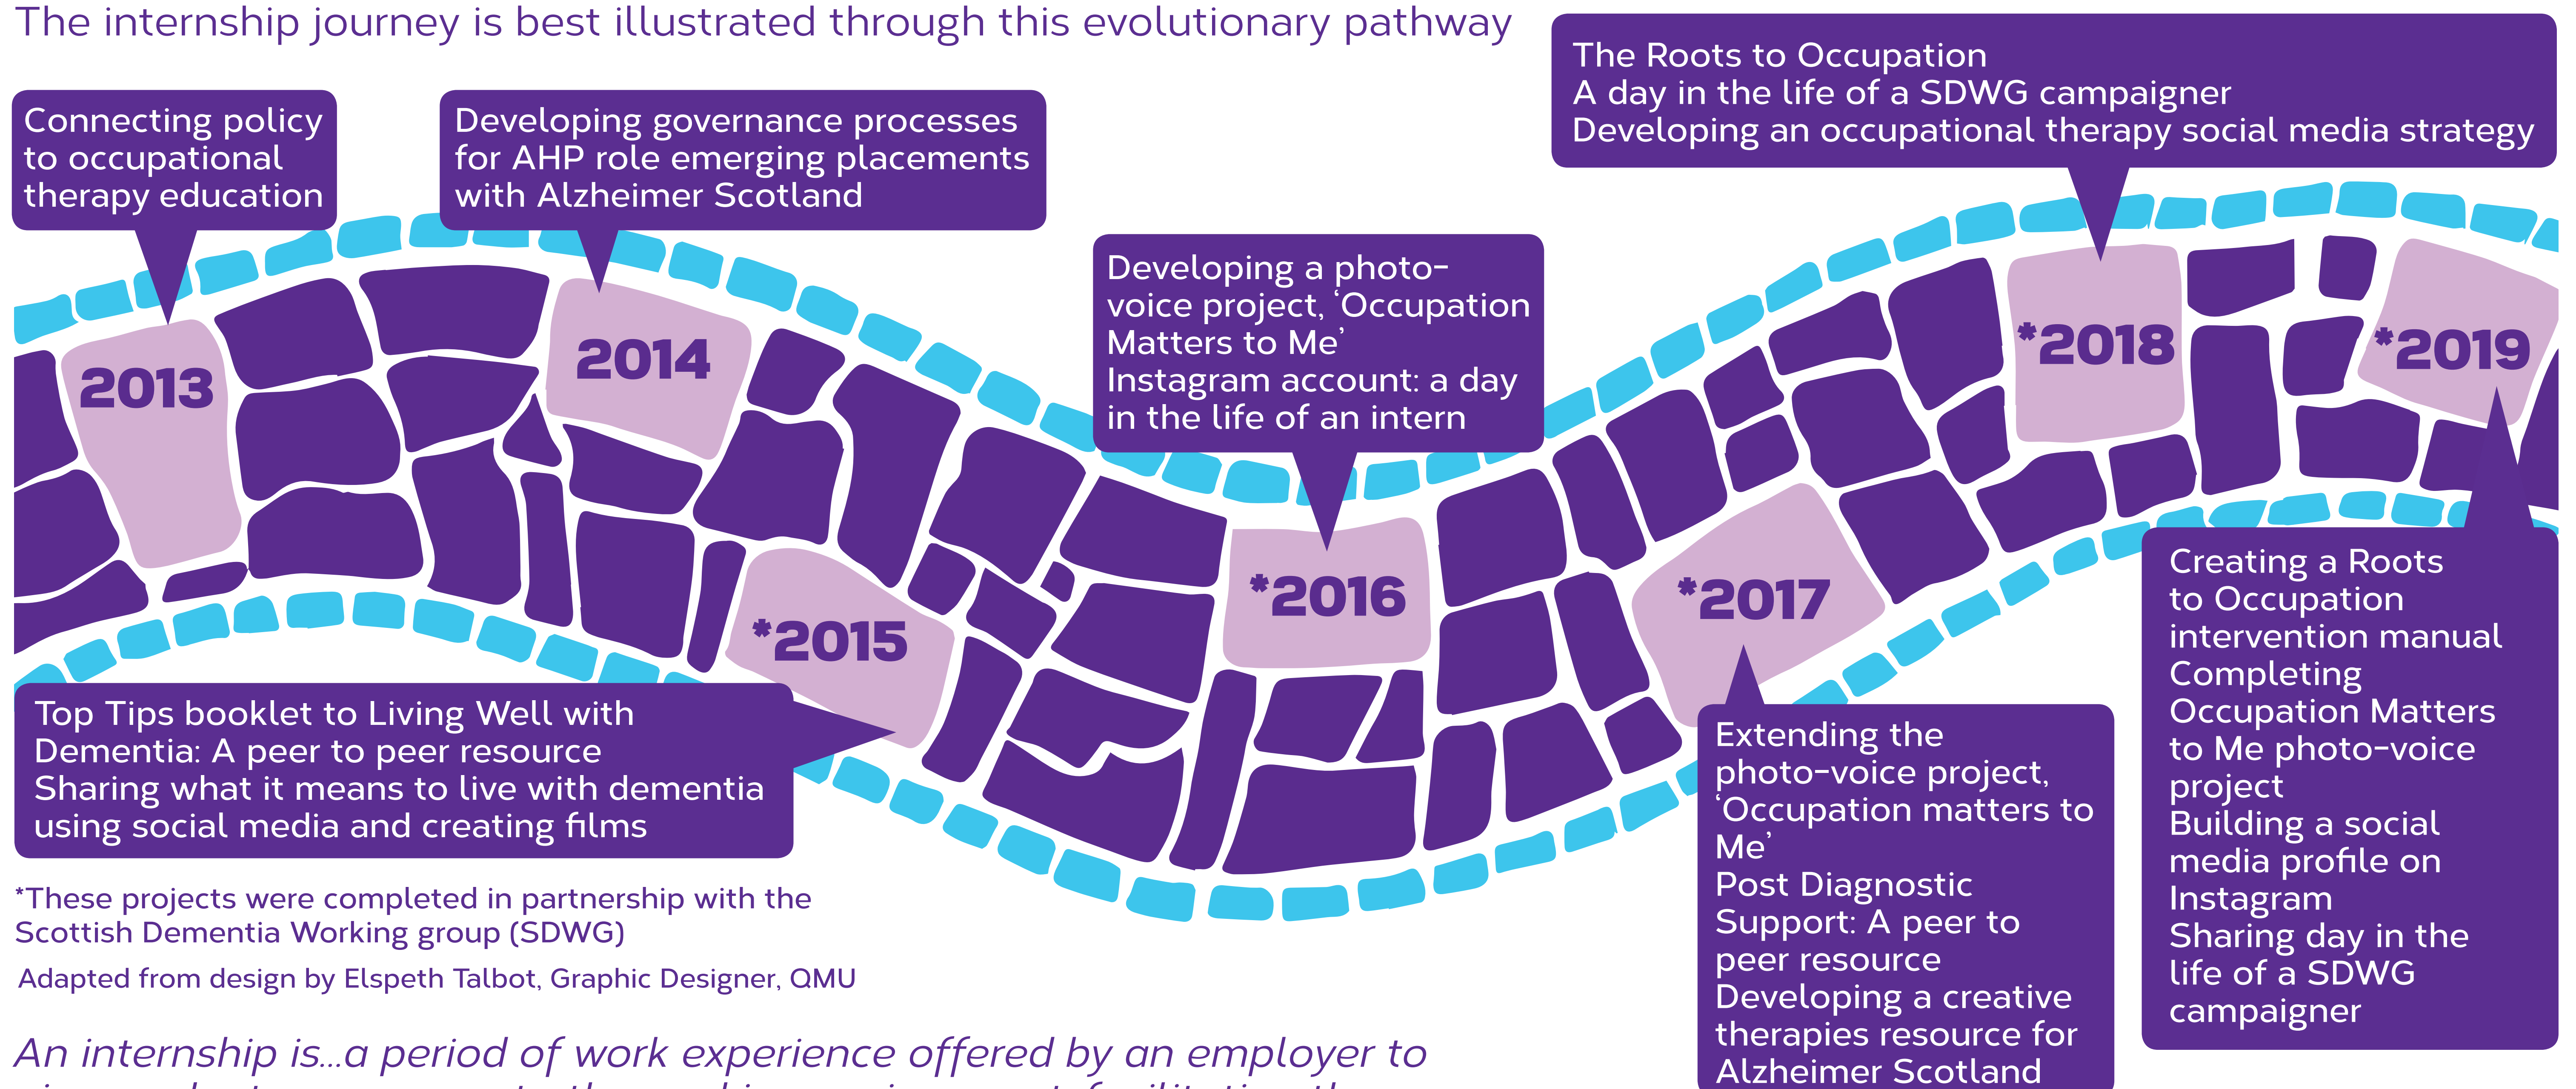 The internship journey is best illustrated through this evolutionary pathway
Connecting policy
to occupational
therapy education
2013
Developing governance processes
for AHP role emerging placements
with Alzheimer Scotland
2014
Top Tips booklet to Living Well with
Dementia: A peer to peer resource
Sharing what it means to live with dementia
using social media and creating films
*2015
Developing a photo-
voice project, ‘Occupation
Matters to Me’
Instagram account: a day
in the life of an intern
*2016
Extending the
photo-voice project,
‘Occupation matters to
Me’
Post Diagnostic
Support: A peer to
peer resource
Developing a creative
therapies resource for
Alzheimer Scotland
*2017
The Roots to Occupation
A day in the life of a SDWG campaigner
Developing an occupational therapy social media strategy
*2018
Creating a Roots
to Occupation
intervention manual
Completing
Occupation Matters
to Me photo-voice
project
Building a social
media profile on
Instagram
Sharing day in the
life of a SDWG
campaigner
*2019
*These projects were completed in partnership with the
Scottish Dementia Working group (SDWG)
Adapted from design by Elspeth Talbot, Graphic Designer, QMU
An internship is...a period of work experience offered by an employer to